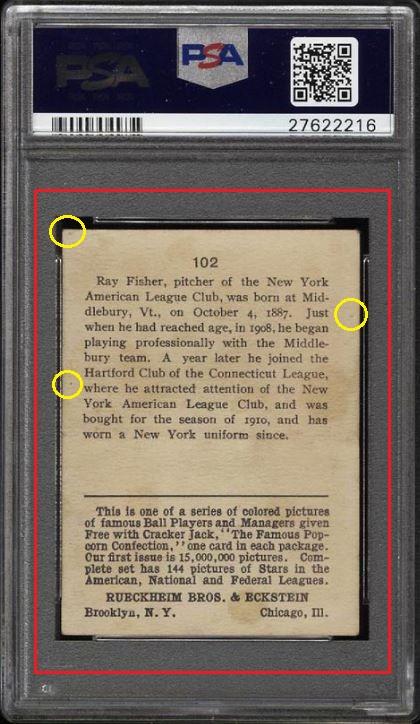 PSA
PSA
27622216
102
Ray Fisher, pitcher of the New York
American League Club, was born at Mid-
dlebury, Vt., on October 4, 1887. Just
when he had reached age, in 1908, he began
playing professionally with the Middle-
bury team. A year later he joined the
Hartford Club of the Connecticut League,
where he attracted attention of the New
York American League Club, and was
bought for the season of 1910, and has
worn a New York uniform since.
This is one of a series of colored pictures
of famous Ball Players and Managers given
Free with Cracker Jack, "The Famous Pop-
corn Confection," one card in each package.
Our first issue is 15,000,000 pictures. Com-
plete set has 144 pictures of Stars in the
American, National and Federal Leagues.
RUECKHEIM BROS. & ECKSTEIN
Brooklyn, N. Y. Chicago, Ill.